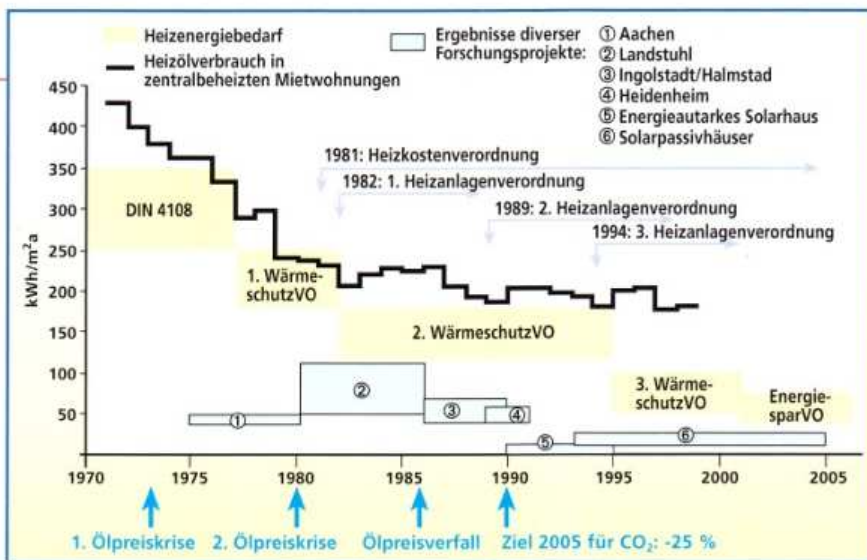 Heizenergiebedarf
Heizölverbrauch in
zentralbeheizten Mietwohnungen
Ergebnisse diverser
Forschungsprojekte:
① Aachen
② Landstuhl
③ Ingolstadt/Halmstad
④ Heidenheim
⑤ Energieautarkes Solarhaus
⑥ Solarpassivhäuser
kWh/m²a
450
400
350
300
250
200
150
100
50
1981: Heizkostenverordnung
1982: 1. Heizanlagenverordnung
1989: 2. Heizanlagenverordnung
1994: 3. Heizanlagenverordnung
DIN 4108
1. Wärme-
schutzVO
2. WärmeschutzVO
3. Wärme-
schutzVO
Energie-
sparVO
①
②
③
④
⑤
⑥
1970 1975 1980 1985 1990 1995 2000 2005
1. Ölpreiskrise 2. Ölpreiskrise Ölpreisverfall Ziel 2005 für CO₂: -25 %